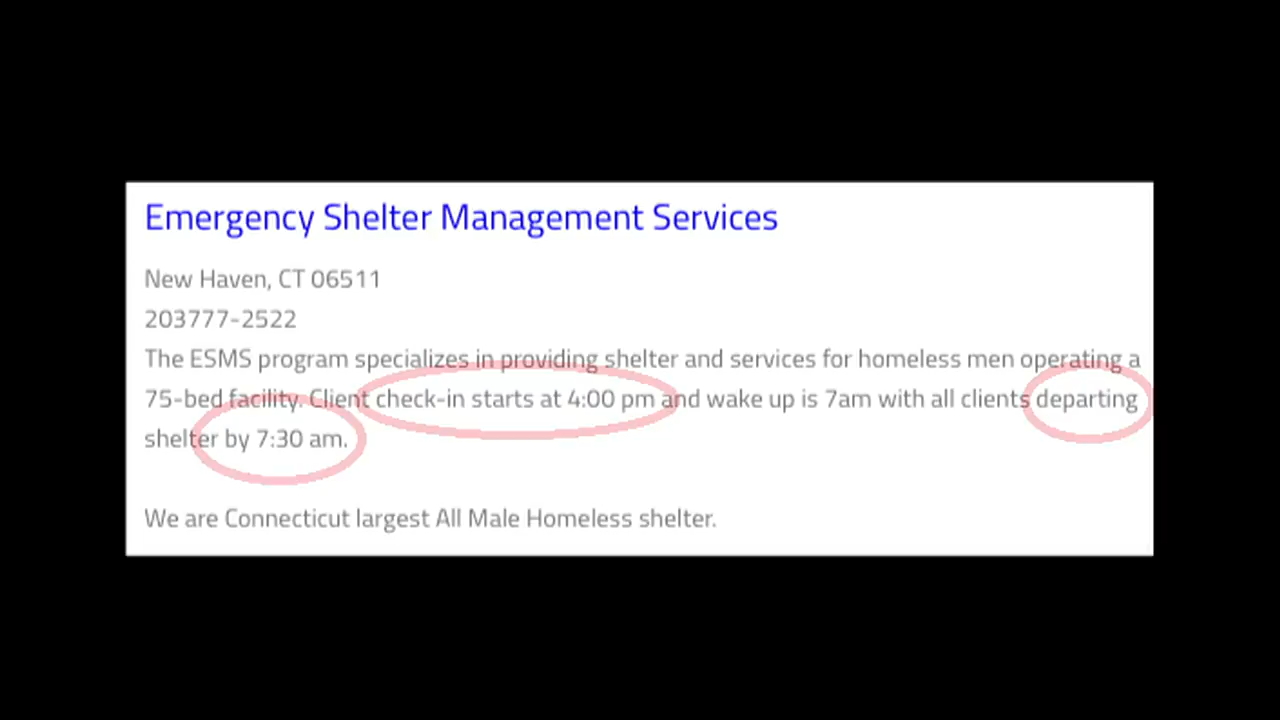 Emergency Shelter Management Services
New Haven, CT 06511
203777-2522
The ESMS program specializes in providing shelter and services for homeless men operating a
75-bed facility. Client check-in starts at 4:00 pm and wake up is 7am with all clients departing
shelter by 7:30 am.
We are Connecticut largest All Male Homeless shelter.